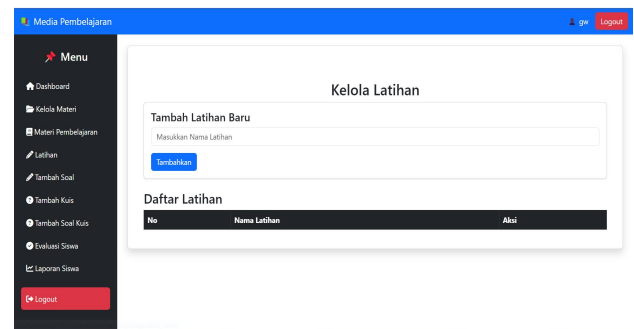 Media Pembelajaran
gw
Logout
Menu
Dashboard
Kelola Materi
Materi Pembelajaran
Latihan
Tambah Soal
Tambah Kuis
Tambah Soal Kuis
Evaluasi Siswa
Laporan Siswa
Logout
Kelola Latihan
Tambah Latihan Baru
Masukkan Nama Latihan
Tambahkan
Daftar Latihan
No Nama Latihan Aksi